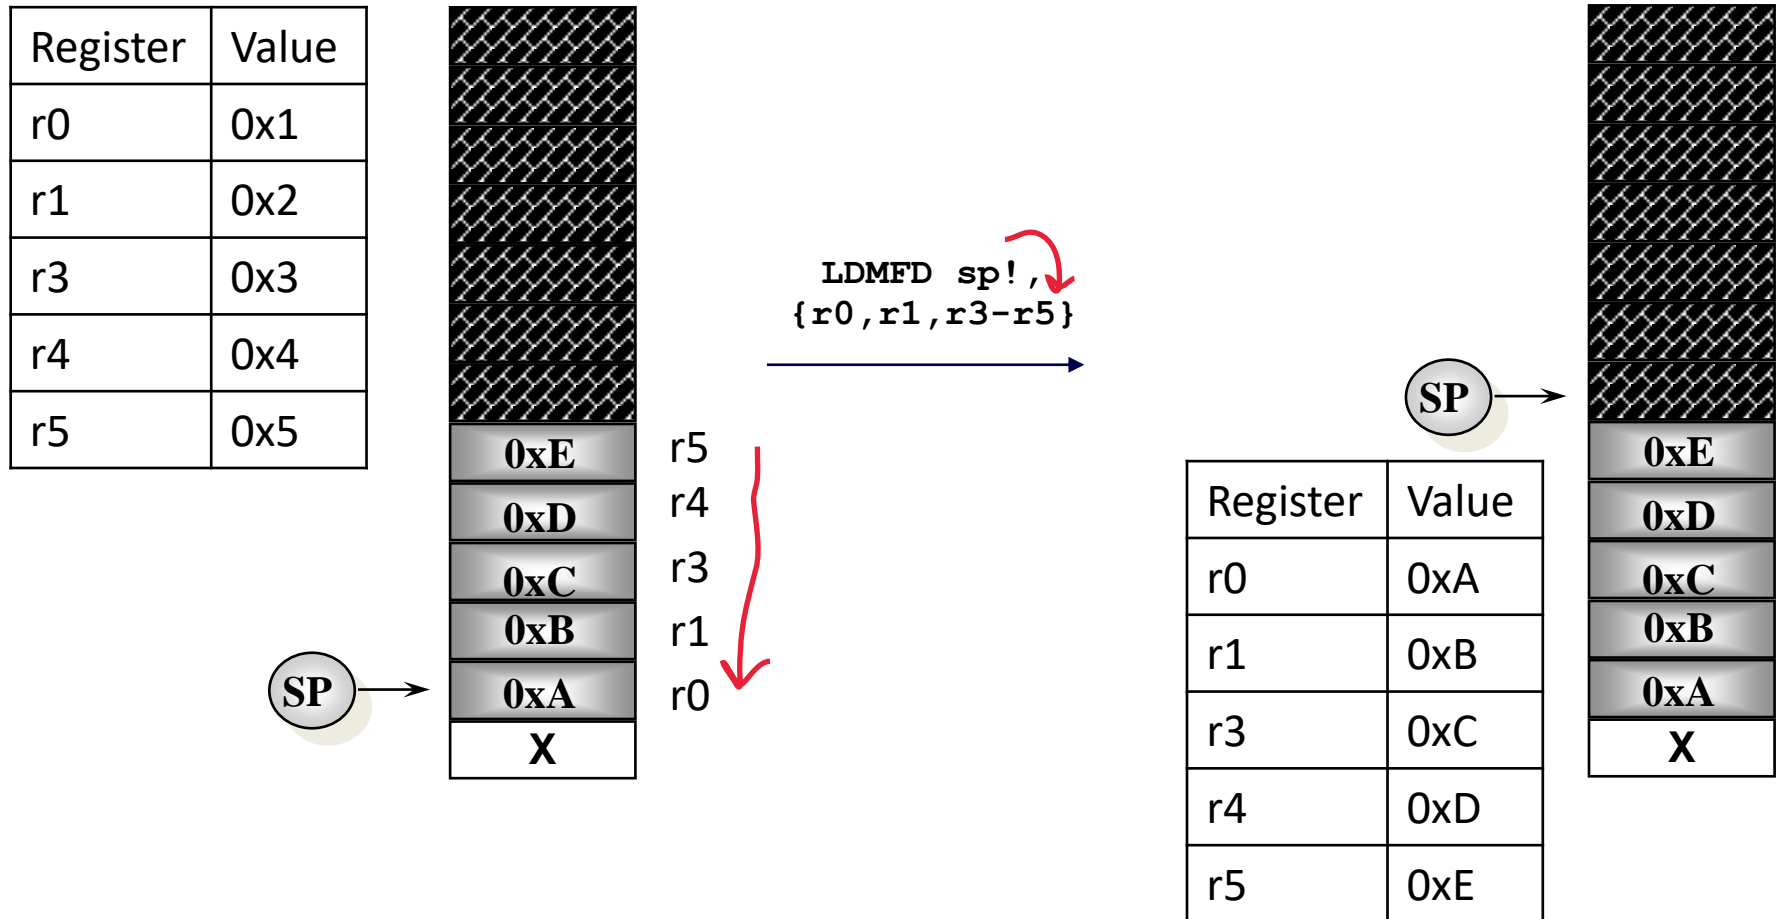 Register Value
r0 0x1
r1 0x2
r3 0x3
r4 0x4
r5 0x5
0xE r5
0xD r4
0xC r3
0xB r1
SP 0xA r0
X
LDMFD sp!,
{r0,r1,r3-r5}
SP
0xE
0xD
0xC
0xB
0xA
X
Register Value
r0 0xA
r1 0xB
r3 0xC
r4 0xD
r5 0xE